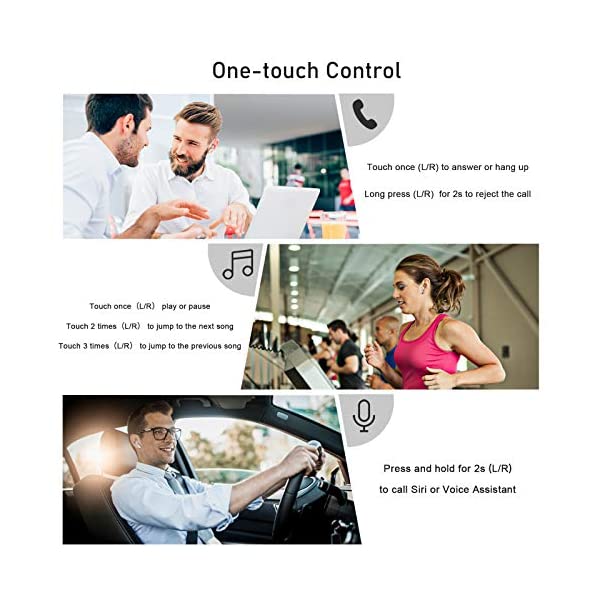 One-touch Control
Touch once (L/R) to answer or hang up
Long press (L/R) for 2s to reject the call
Touch once（L/R） play or pause
Touch 2 times（L/R） to jump to the next song
Touch 3 times（L/R） to jump to the previous song
Press and hold for 2s (L/R)
to call Siri or Voice Assistant